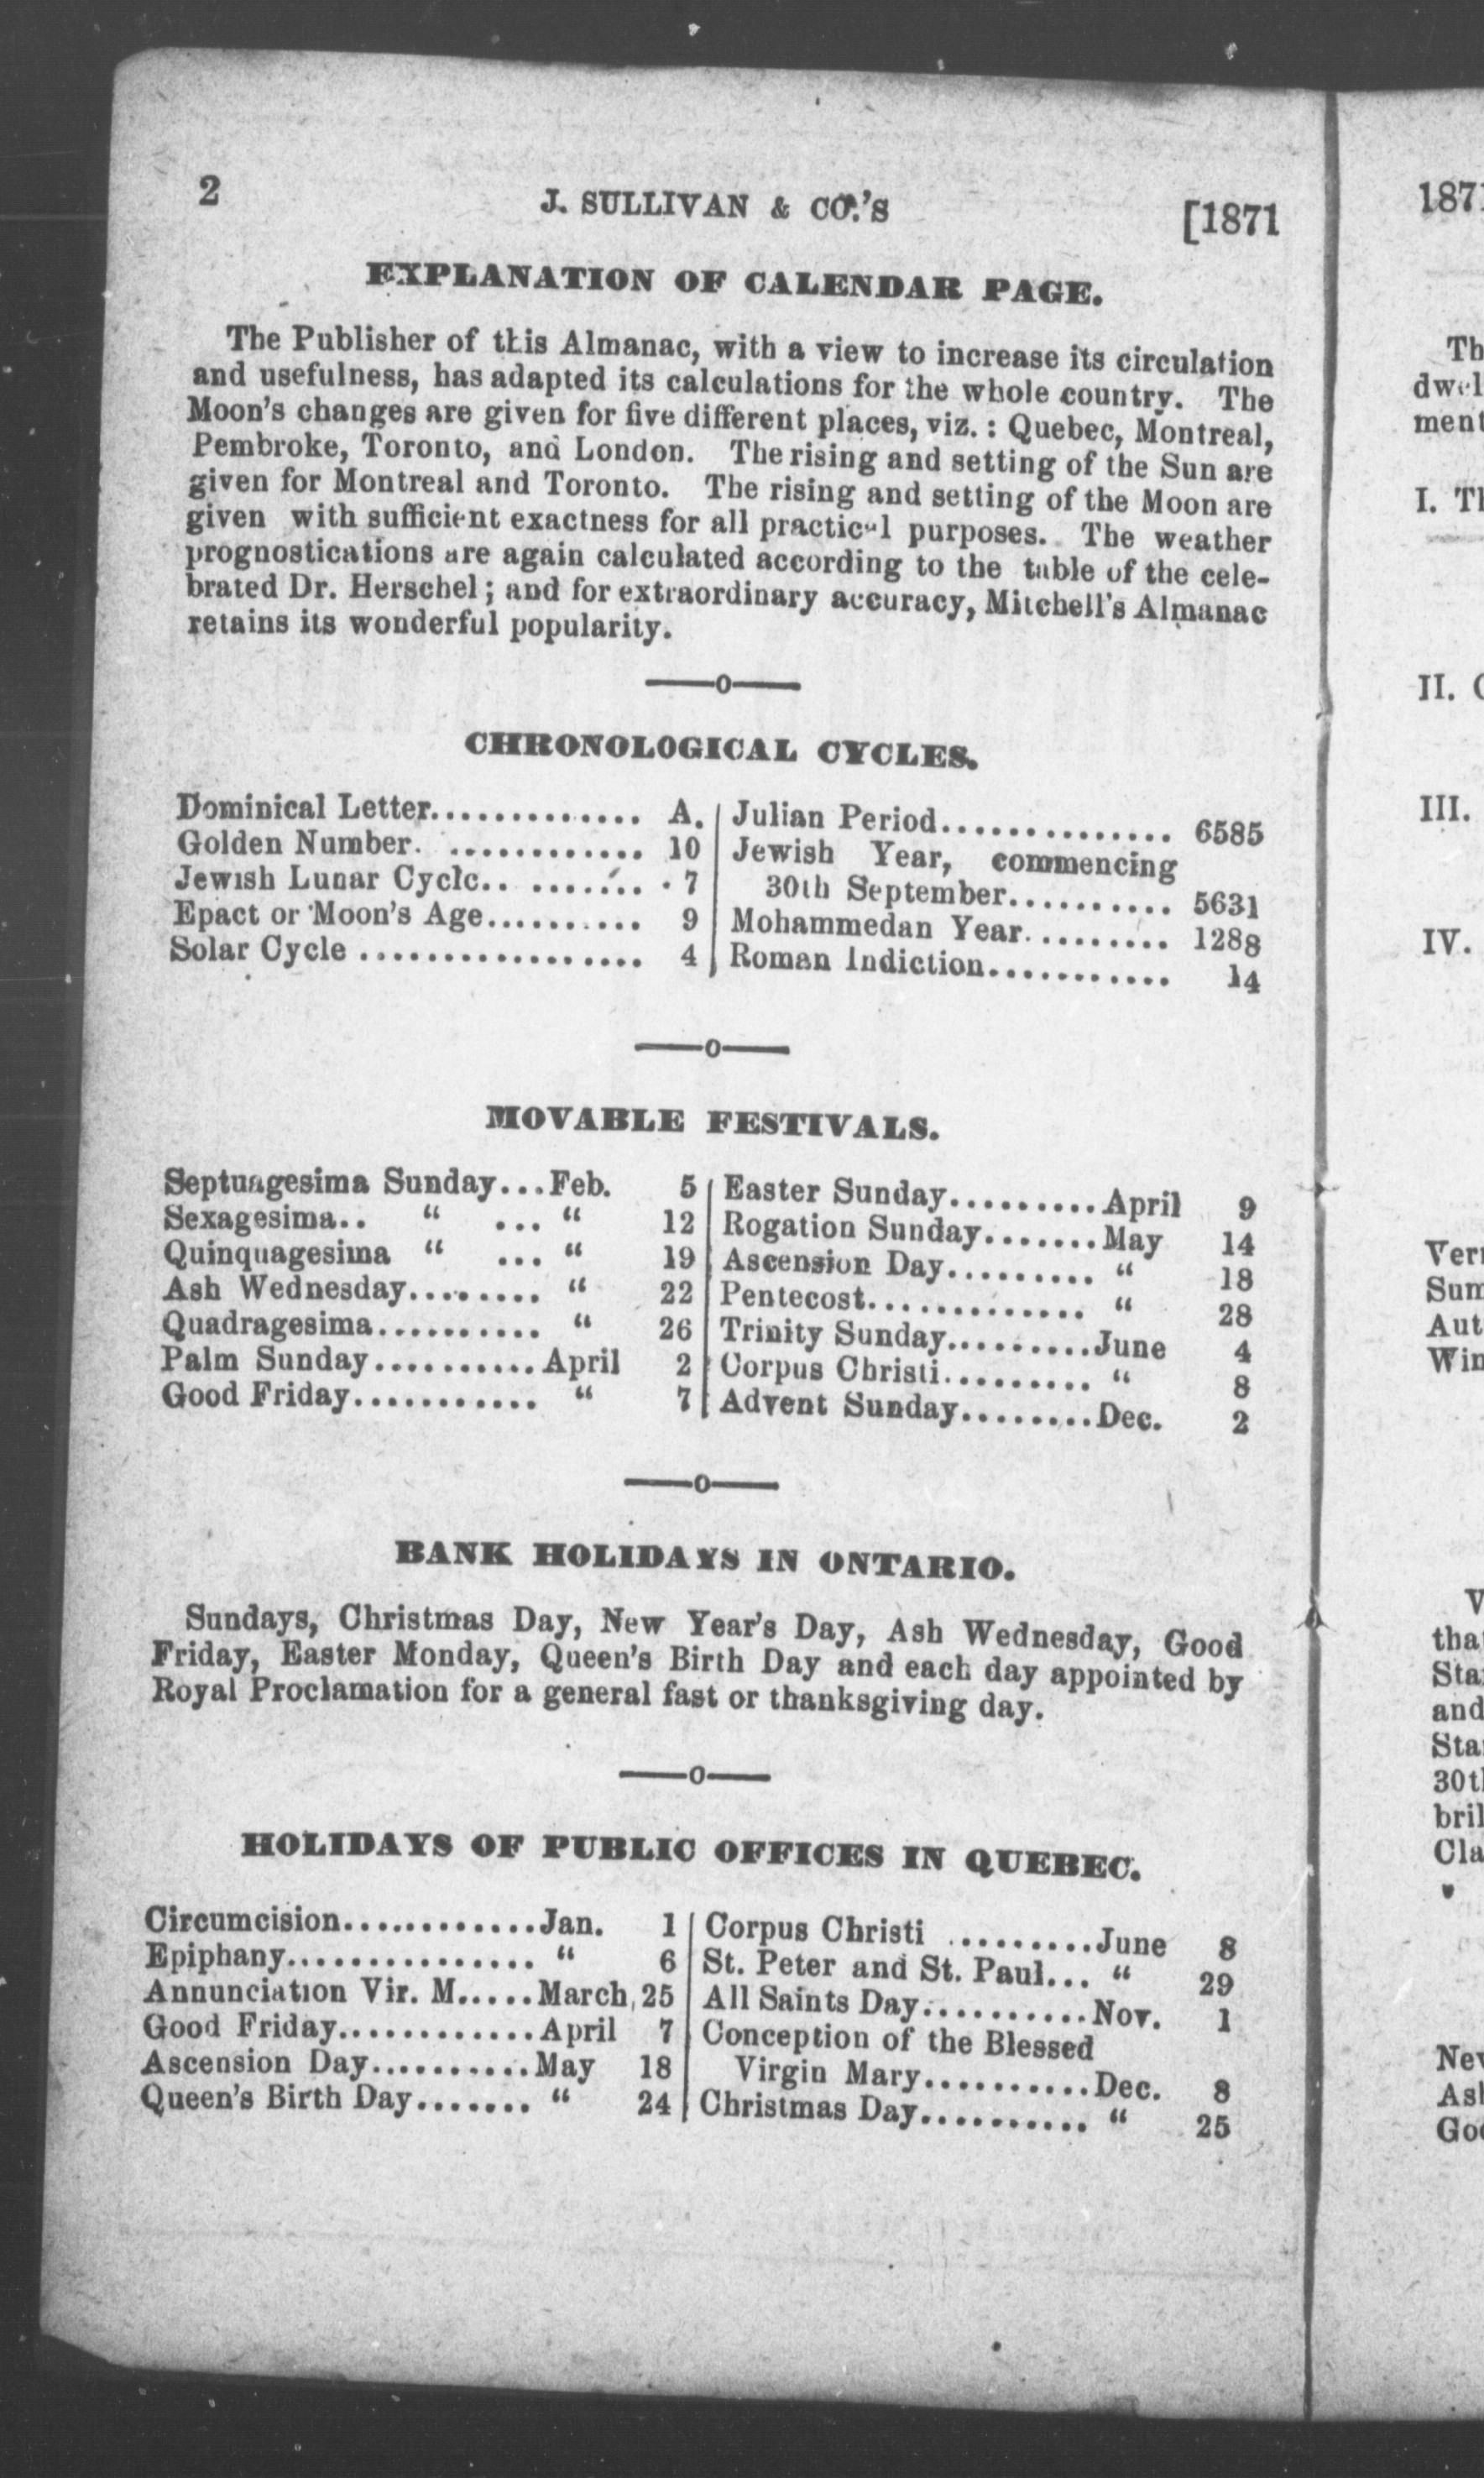 2
J. SULLIVAN & CO.'S
[1871
EXPLANATION OF CALENDAR PAGE.
The Publisher of this Almanac, with a view to increase its circulation
and usefulness, has adapted its calculations for the whole country. The
Moon's changes are given for five different places, viz. : Quebec, Montreal,
Pembroke, Toronto, and London. The rising and setting of the Sun are
given for Montreal and Toronto. The rising and setting of the Moon are
given with sufficient exactness for all practical purposes. The weather
prognostications are again calculated according to the table of the cele-
brated Dr. Herschel ; and for extraordinary accuracy, Mitchell's Almanac
retains its wonderful popularity.
——o——
CHRONOLOGICAL CYCLES.
Dominical Letter.............. A.
Golden Number. ............ 10
Jewish Lunar Cycle.. ....... 7
Epact or Moon's Age........... 9
Solar Cycle ................. 4
Julian Period.............. 6585
Jewish Year, commencing
30th September.......... 5631
Mohammedan Year.......... 1288
Roman Indiction........... 14
——o——
MOVABLE FESTIVALS.
Septuagesima Sunday...Feb. 5
Sexagesima.. “ ... “ 12
Quinquagesima “ ... “ 19
Ash Wednesday........ “ 22
Quadragesima.......... “ 26
Palm Sunday..........April 2
Good Friday........... “ 7
Easter Sunday.........April 9
Rogation Sunday.......May 14
Ascension Day......... “ 18
Pentecost............. “ 28
Trinity Sunday.........June 4
Corpus Christi......... “ 8
Advent Sunday........Dec. 2
——o——
BANK HOLIDAYS IN ONTARIO.
Sundays, Christmas Day, New Year's Day, Ash Wednesday, Good
Friday, Easter Monday, Queen's Birth Day and each day appointed by
Royal Proclamation for a general fast or thanksgiving day.
——o——
HOLIDAYS OF PUBLIC OFFICES IN QUEBEC.
Circumcision............Jan. 1
Epiphany............... “ 6
Annunciation Vir. M.....March, 25
Good Friday............April 7
Ascension Day..........May 18
Queen's Birth Day....... “ 24
Corpus Christi .........June 8
St. Peter and St. Paul... “ 29
All Saints Day..........Nov. 1
Conception of the Blessed
Virgin Mary..........Dec. 8
Christmas Day.......... “ 25
187
dwel
ment
I.
II.
III.
IV.